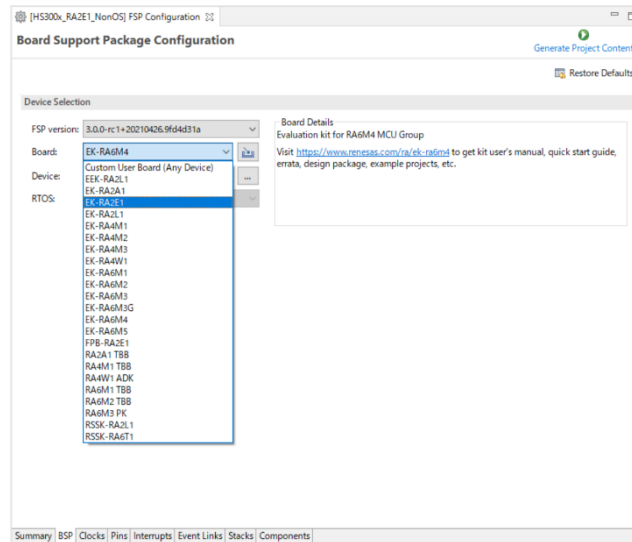 [HS300x_RA2E1_NonOS] FSP Configuration
Board Support Package Configuration
Generate Project Content
Restore Defaults
Device Selection
FSP version: 3.0.0-rc1+20210426.9fd4d31a
Board: EK-RA6M4
Device: ...
RTOS:
Custom User Board (Any Device)
EEK-RA2L1
EK-RA2A1
EK-RA2E1
EK-RA2L1
EK-RA4M1
EK-RA4M2
EK-RA4M3
EK-RA4W1
EK-RA6M1
EK-RA6M2
EK-RA6M3
EK-RA6M3G
EK-RA6M4
EK-RA6M5
FPB-RA2E1
RA2A1 TBB
RA4M1 TBB
RA4W1 ADK
RA6M1 TBB
RA6M2 TBB
RA6M3 PK
RSSK-RA2L1
RSSK-RA6T1
Board Details
Evaluation kit for RA6M4 MCU Group
Visit https://www.renesas.com/ra/ek-ra6m4 to get kit user's manual, quick start guide,
errata, design package, example projects, etc.
Summary BSP Clocks Pins Interrupts Event Links Stacks Components